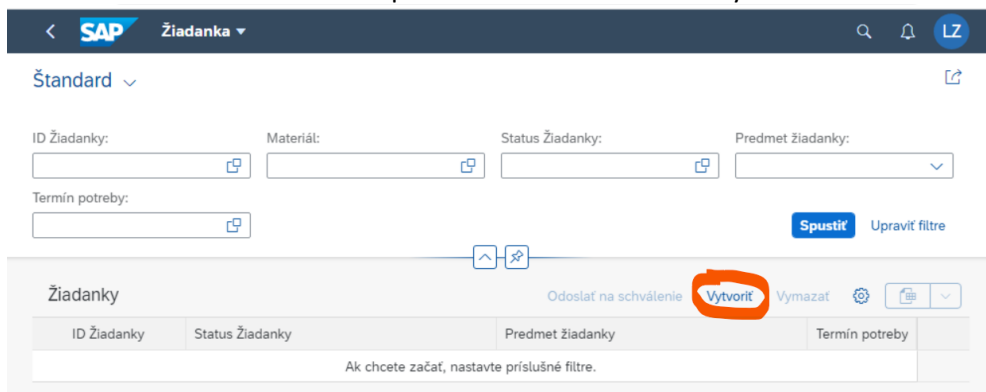 SAP Žiadanka
LZ
Štandard
ID Žiadanky: Materiál: Status Žiadanky: Predmet žiadanky:
Termín potreby:
Spustiť Upraviť filtre
Žiadanky Odoslať na schválenie Vytvoriť Vymazať
ID Žiadanky Status Žiadanky Predmet žiadanky Termín potreby
Ak chcete začať, nastavte príslušné filtre.